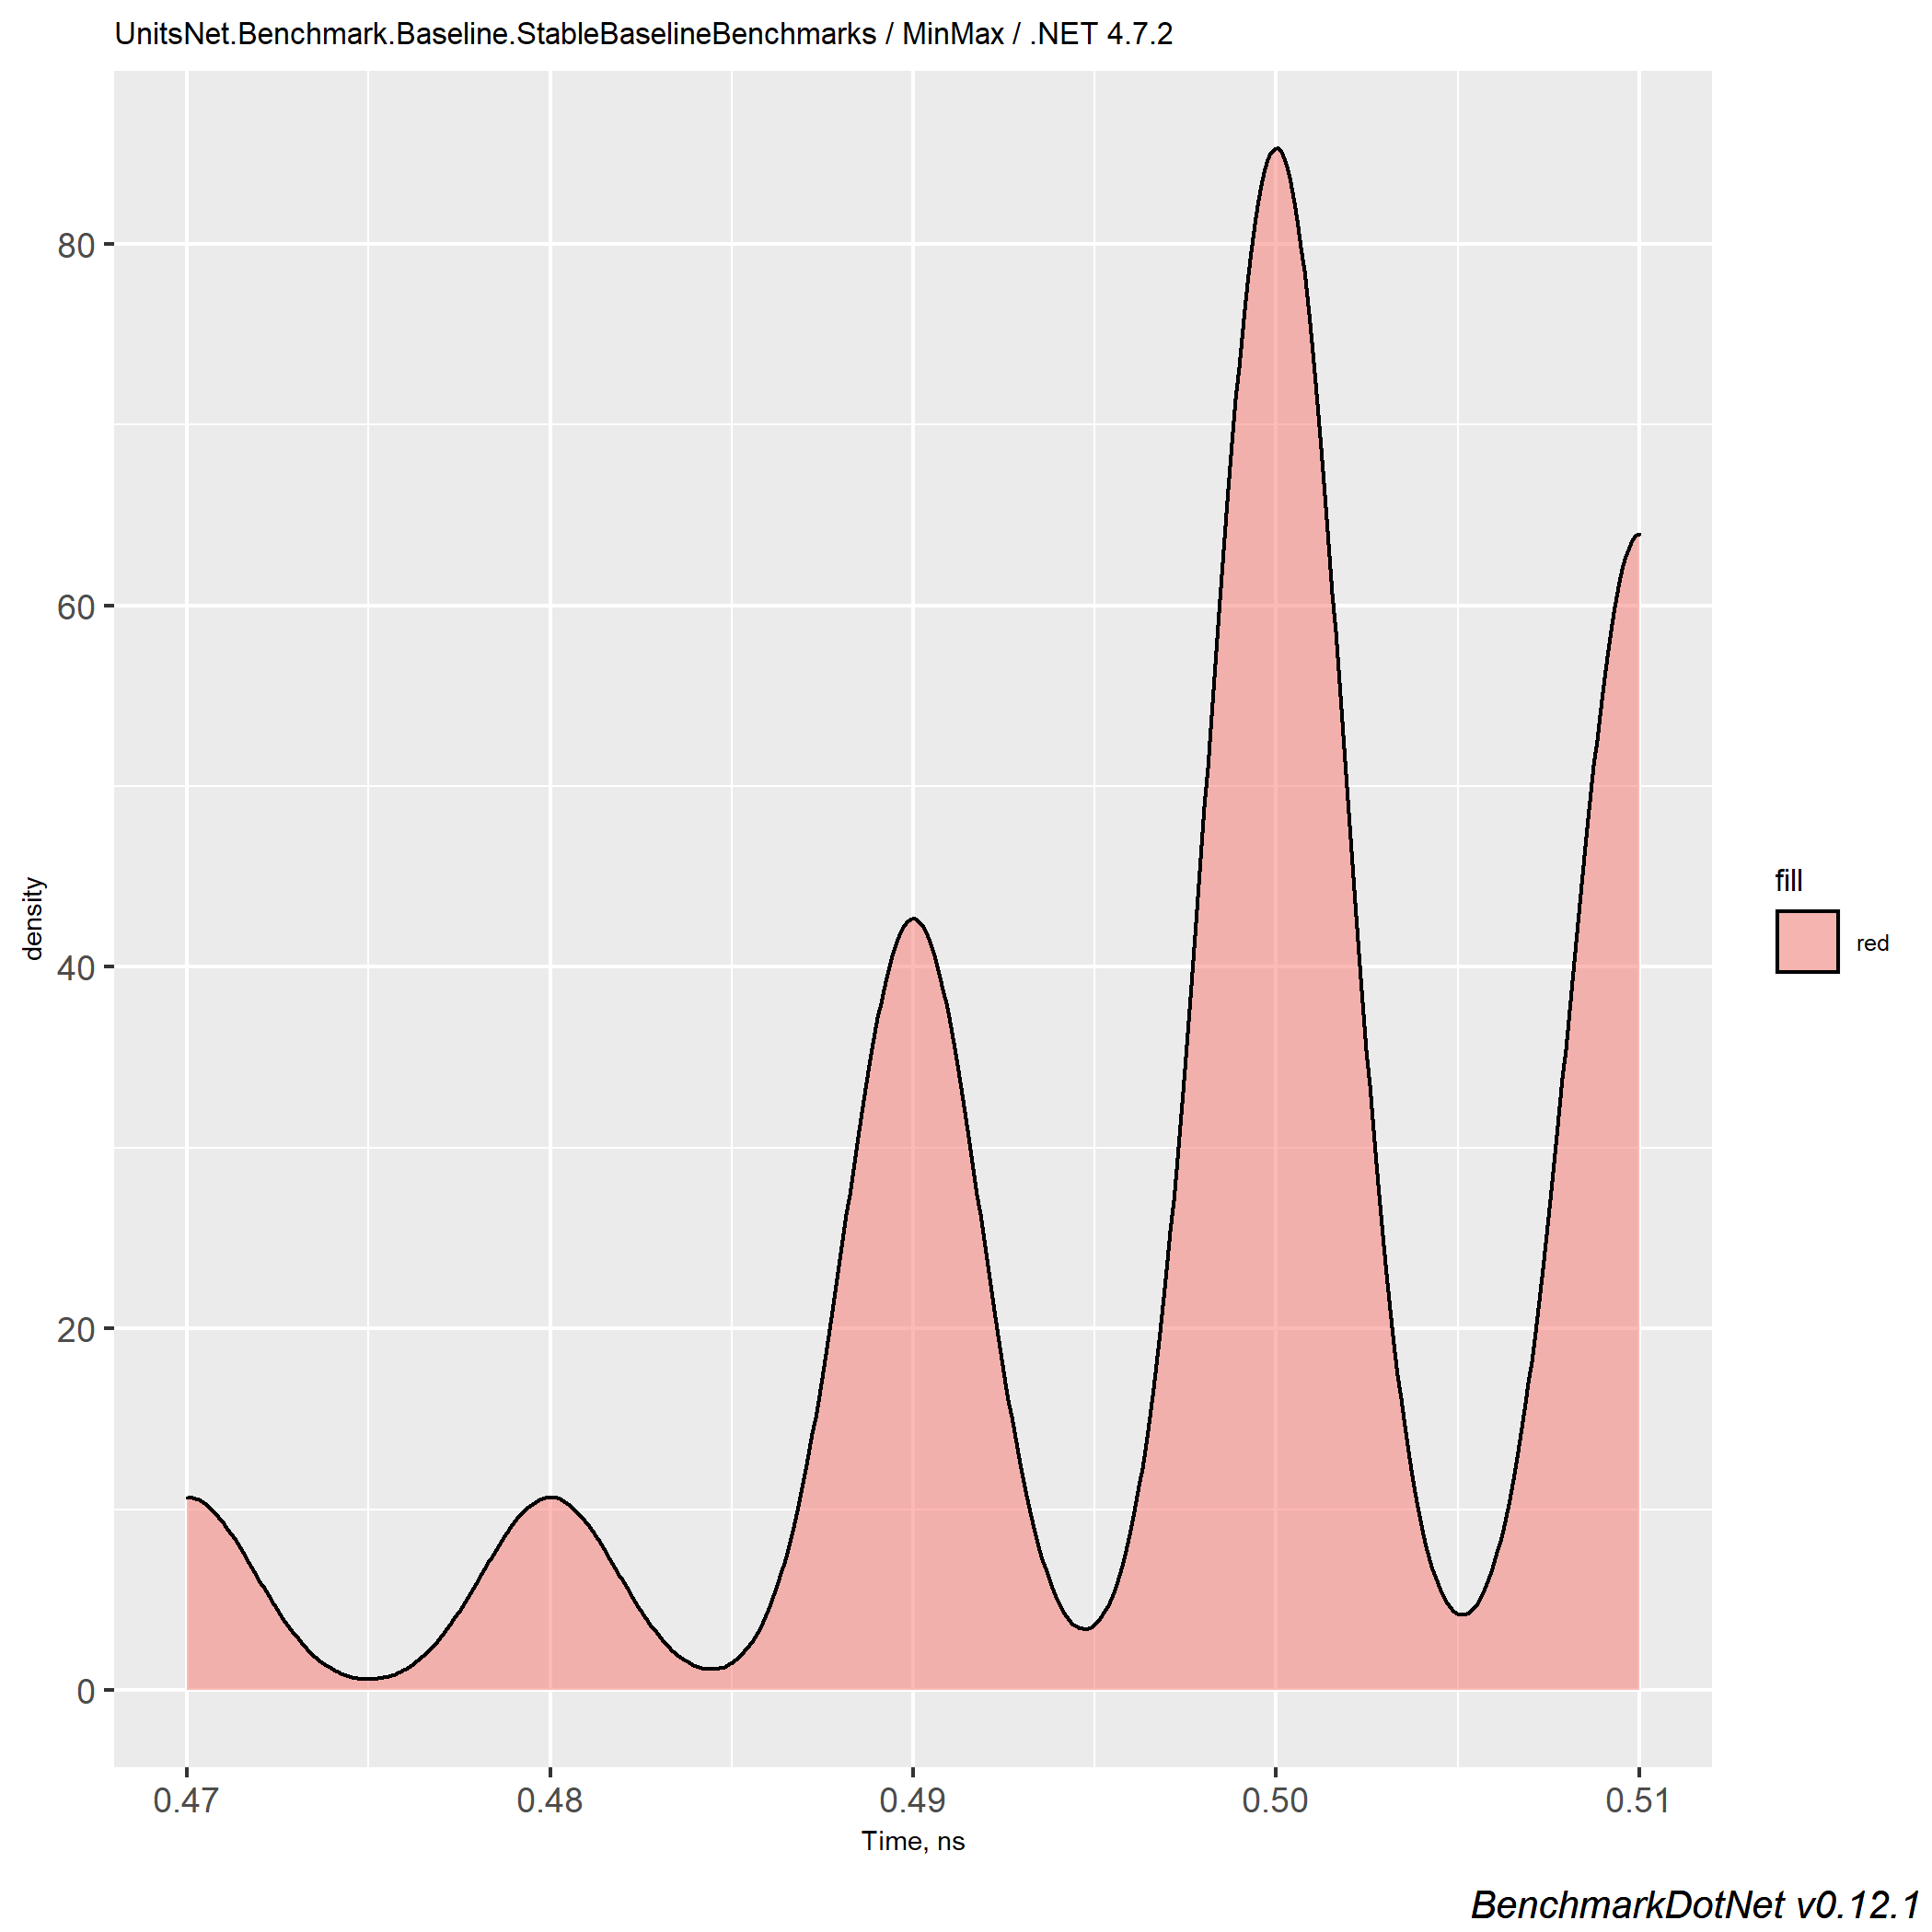 UnitsNet.Benchmark.Baseline.StableBaselineBenchmarks / MinMax / .NET 4.7.2
80
60
40
20
0
density
0.47 0.48 0.49 0.50 0.51
Time, ns
fill
red
BenchmarkDotNet v0.12.1